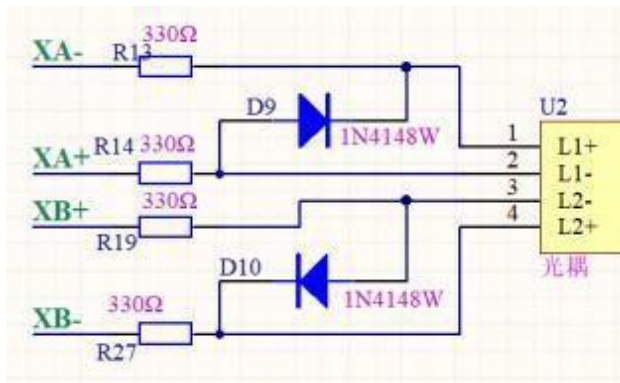 330Ω
XA-
R13
D9
U2
1N4148W
1
L1+
R14
330Ω
XA+
2
L1-
330Ω
3
L2-
XB+
4
L2+
R19
D10
光耦
330Ω
1N4148W
XB-
R27